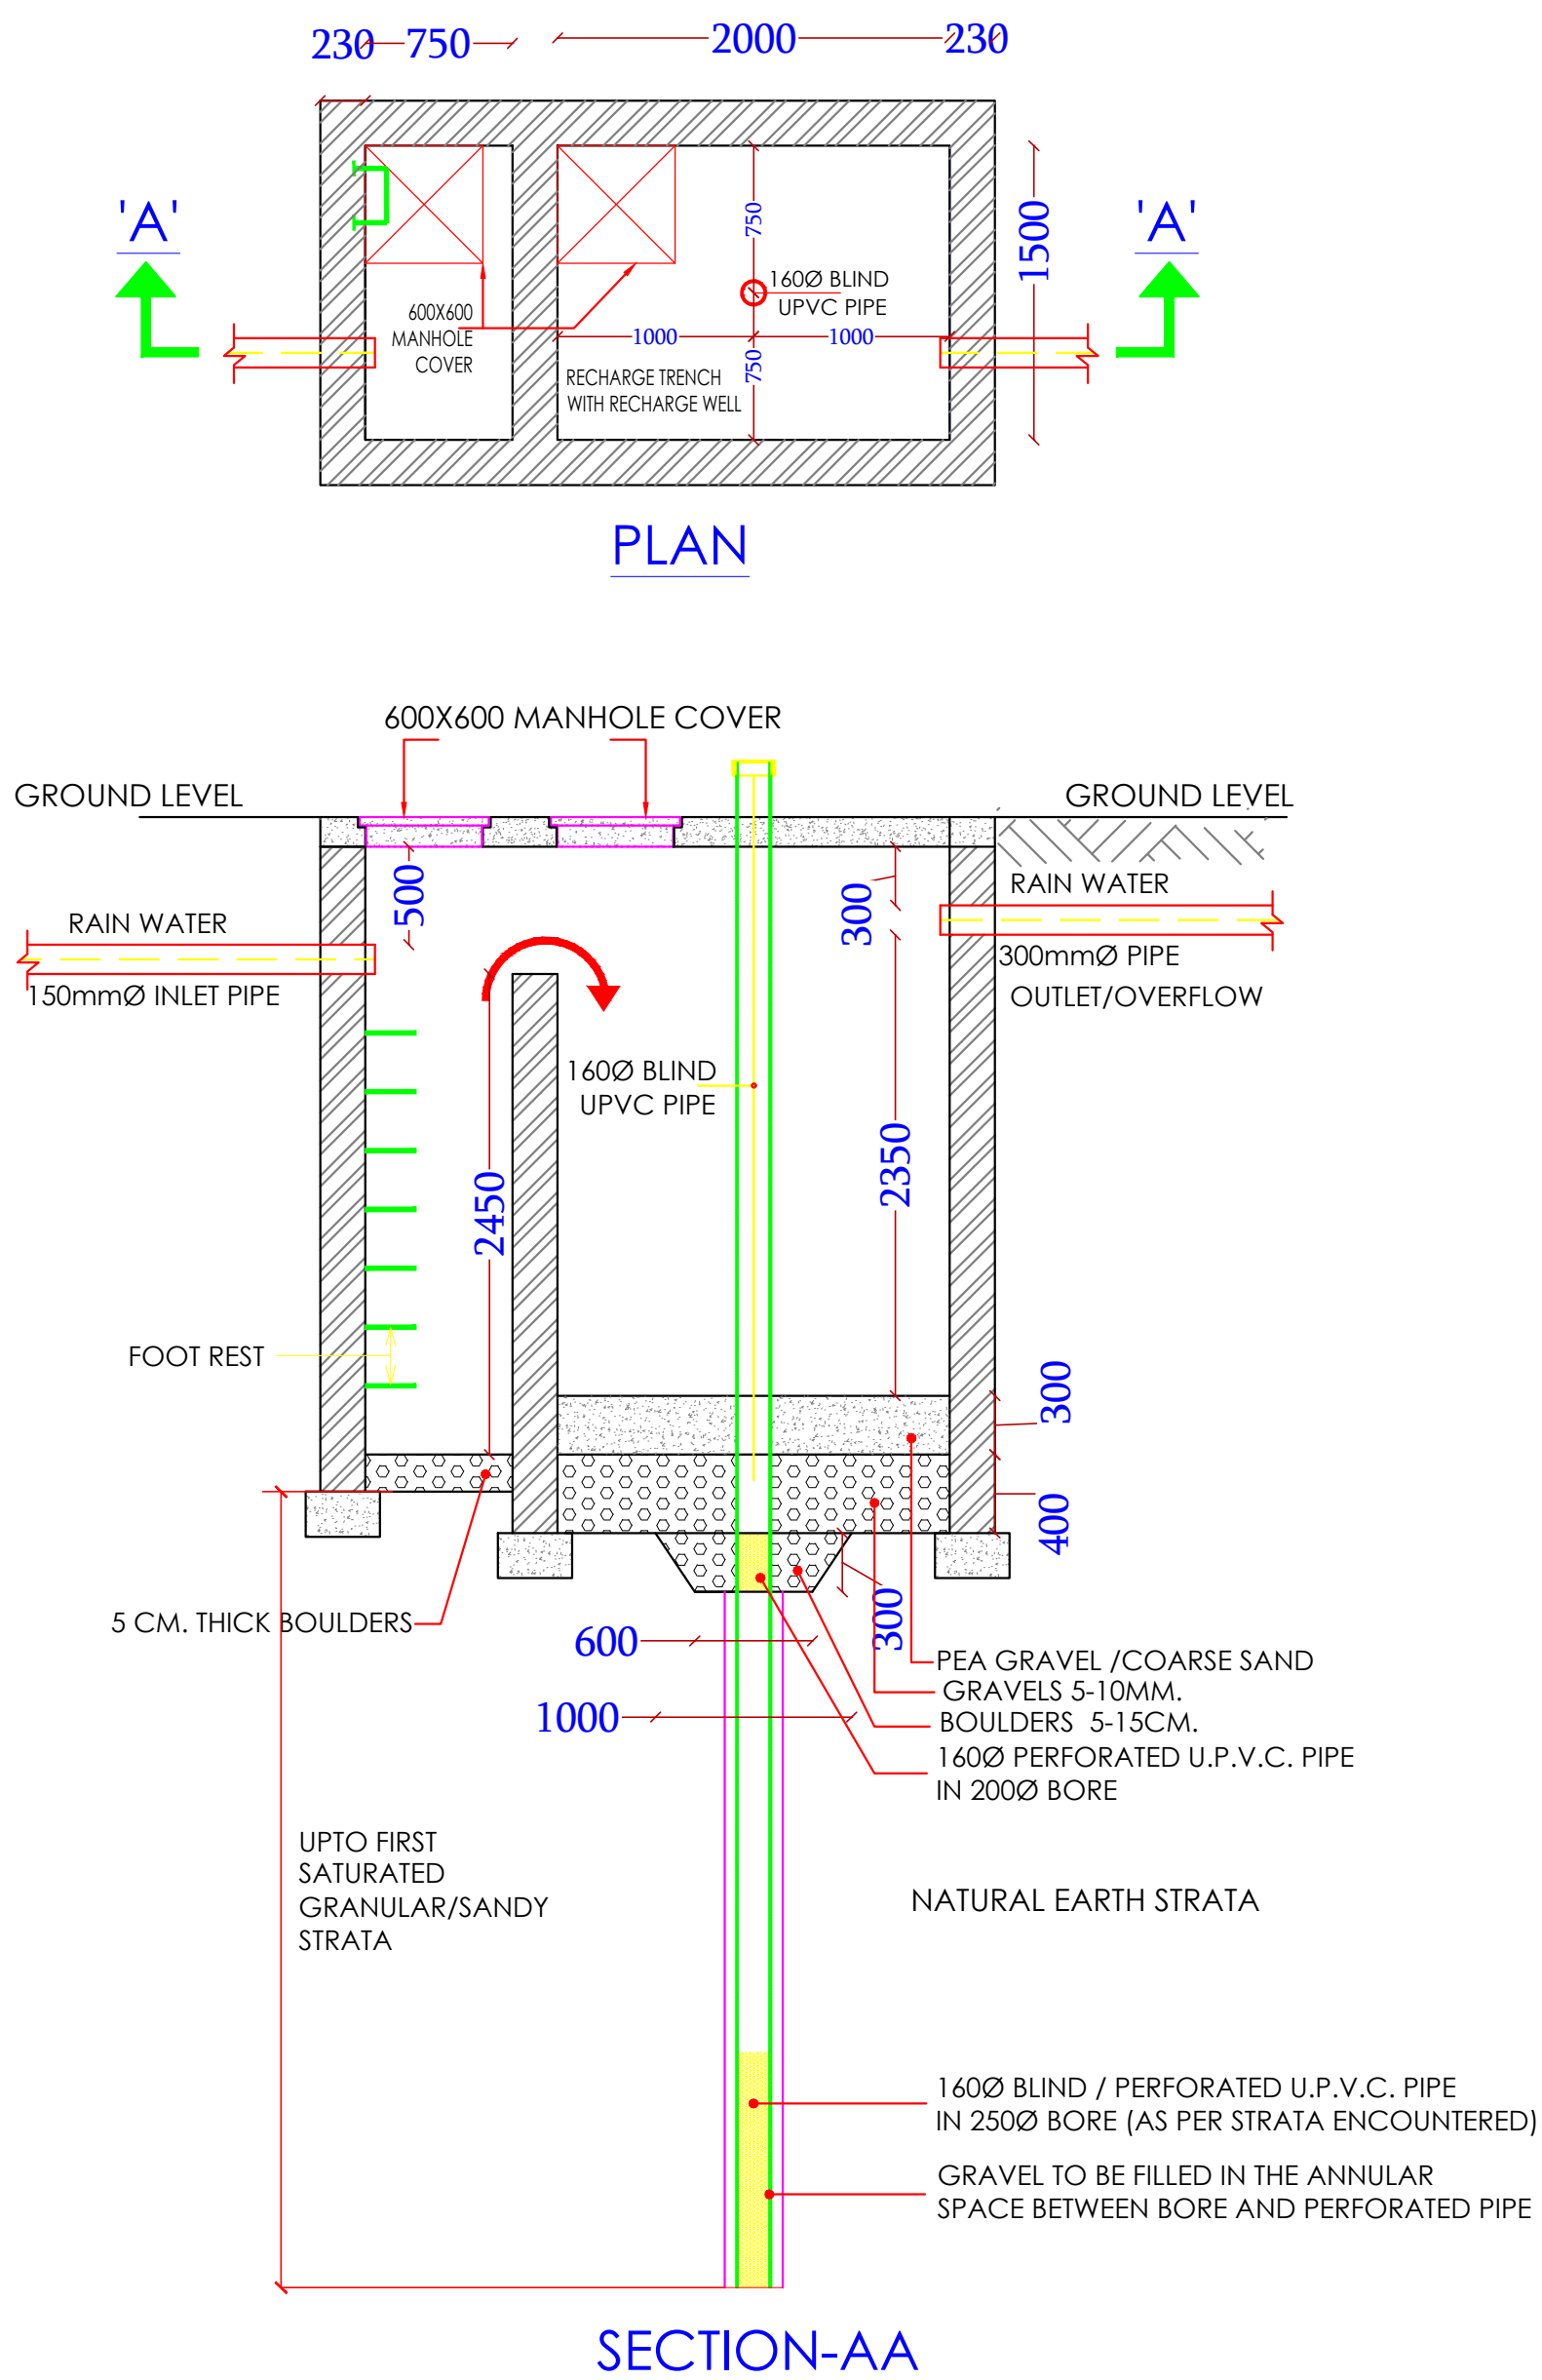 230 750 2000 230
'A' 'A'
750
1500
160Ø BLIND
UPVC PIPE
600X600
MANHOLE
COVER
1000 1000
750
RECHARGE TRENCH
WITH RECHARGE WELL
PLAN
600X600 MANHOLE COVER
GROUND LEVEL GROUND LEVEL
500
300
RAIN WATER
RAIN WATER
150mmØ INLET PIPE
300mmØ PIPE
OUTLET/OVERFLOW
160Ø BLIND
UPVC PIPE
2450
2350
FOOT REST
300
400
5 CM. THICK BOULDERS
300
600
1000
PEA GRAVEL /COARSE SAND
GRAVELS 5-10MM.
BOULDERS 5-15CM.
160Ø PERFORATED U.P.V.C. PIPE
IN 200Ø BORE
UPTO FIRST
SATURATED
GRANULAR/SANDY
STRATA
NATURAL EARTH STRATA
160Ø BLIND / PERFORATED U.P.V.C. PIPE
IN 250Ø BORE (AS PER STRATA ENCOUNTERED)
GRAVEL TO BE FILLED IN THE ANNULAR
SPACE BETWEEN BORE AND PERFORATED PIPE
SECTION-AA